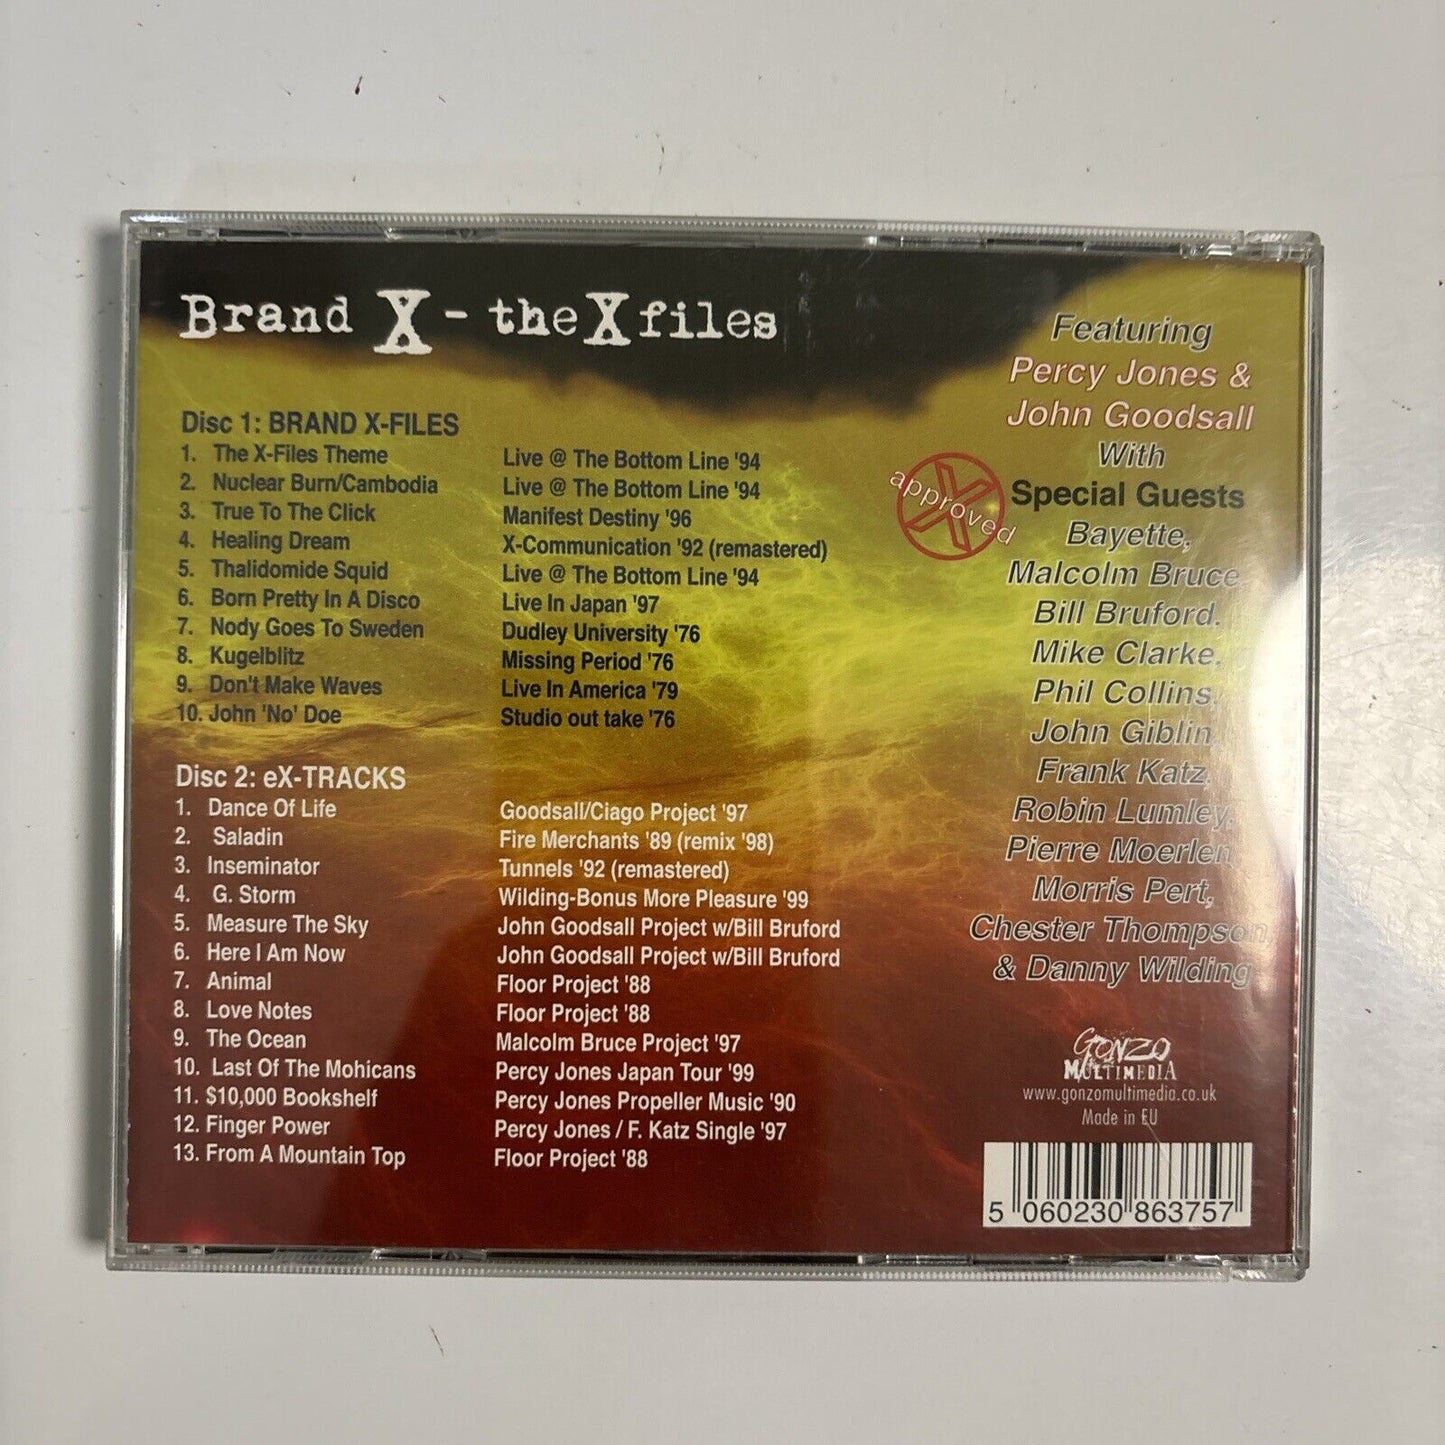 Brand X - the X files
Disc 1: BRAND X-FILES
1. The X-Files Theme Live @ The Bottom Line '94
2. Nuclear Burn/Cambodia Live @ The Bottom Line '94
3. True To The Click Manifest Destiny '96
4. Healing Dream X-Communication '92 (remastered)
5. Thalidomide Squid Live @ The Bottom Line '94
6. Born Pretty In A Disco Live In Japan '97
7. Nody Goes To Sweden Dudley University '76
8. Kugelblitz Missing Period '76
9. Don't Make Waves Live In America '79
10. John 'No' Doe Studio out take '76
Disc 2: eX-TRACKS
1. Dance Of Life Goodsall/Ciago Project '97
2. Saladin Fire Merchants '89 (remix '98)
3. Inseminator Tunnels '92 (remastered)
4. G. Storm Wilding-Bonus More Pleasure '99
5. Measure The Sky John Goodsall Project w/Bill Bruford
6. Here I Am Now John Goodsall Project w/Bill Bruford
7. Animal Floor Project '88
8. Love Notes Floor Project '88
9. The Ocean Malcolm Bruce Project '97
10. Last Of The Mohicans Percy Jones Japan Tour '99
11. $10,000 Bookshelf Percy Jones Propeller Music '90
12. Finger Power Percy Jones / F. Katz Single '97
13. From A Mountain Top Floor Project '88
X approved
Featuring
Percy Jones &
John Goodsall
With
Special Guests
Bayette,
Malcolm Bruce
Bill Bruford,
Mike Clarke,
Phil Collins,
John Giblin
Frank Katz,
Robin Lumley,
Pierre Moerlen
Morris Pert,
Chester Thompson,
& Danny Wilding
GONZO
MULTIMEDIA
www.gonzomultimedia.co.uk
Made in EU
5 060230 863757